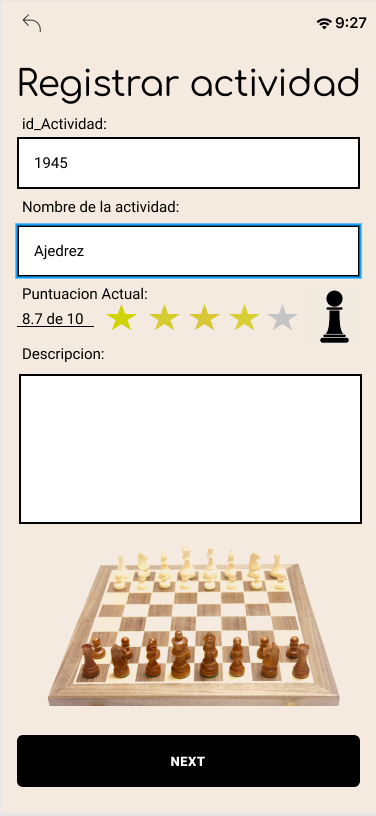 9:27
Registrar actividad
id_Actividad:
1945
Nombre de la actividad:
Ajedrez
Puntuacion Actual:
8.7 de 10
Descripcion:
NEXT